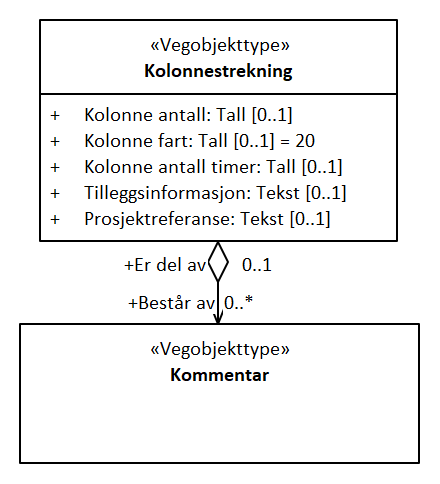 «Vegobjekttype»
Kolonnestrekning
+ Kolonne antall: Tall [0..1]
+ Kolonne fart: Tall [0..1] = 20
+ Kolonne antall timer: Tall [0..1]
+ Tilleggsinformasjon: Tekst [0..1]
+ Prosjektreferanse: Tekst [0..1]
+Er del av 0..1
+Består av 0..*
«Vegobjekttype»
Kommentar